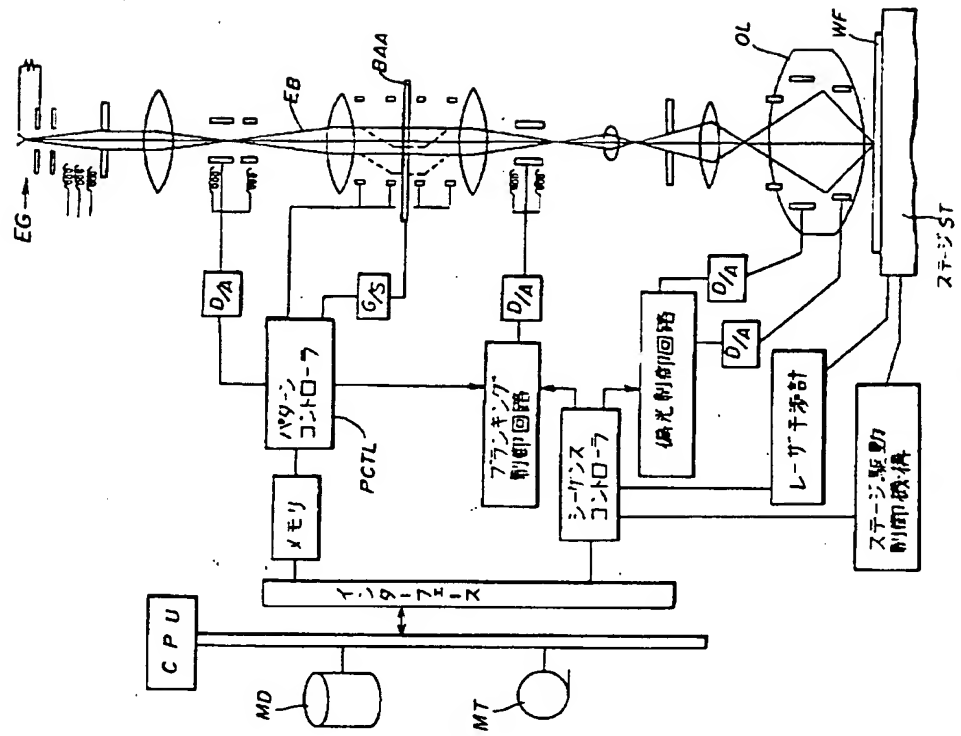 EG
EB
BAA
OL
WF
ステージST
D/A
G/S
D/A
D/A
D/A
パターン
コントローラ
PCTL
ブランキング
制御回路
偏光制御回路
シーケンス
コントローラ
レーザ干渉計
ステージ駆動
制御機構
メモリ
インターフェース
CPU
MD
MT